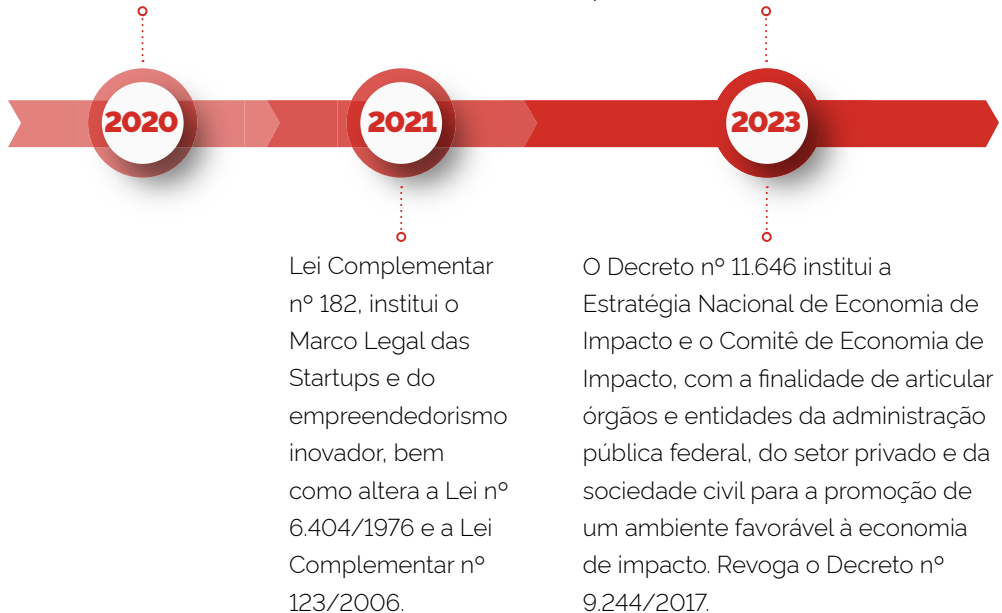 2020
2021
2023
Lei Complementar
nº 182, institui o
Marco Legal das
Startups e do
empreendedorismo
inovador, bem
como altera a Lei nº
6.404/1976 e a Lei
Complementar nº
123/2006.
O Decreto nº 11.646 institui a
Estratégia Nacional de Economia de
Impacto e o Comitê de Economia de
Impacto, com a finalidade de articular
órgãos e entidades da administração
pública federal, do setor privado e da
sociedade civil para a promoção de
um ambiente favorável à economia
de impacto. Revoga o Decreto nº
9.244/2017.